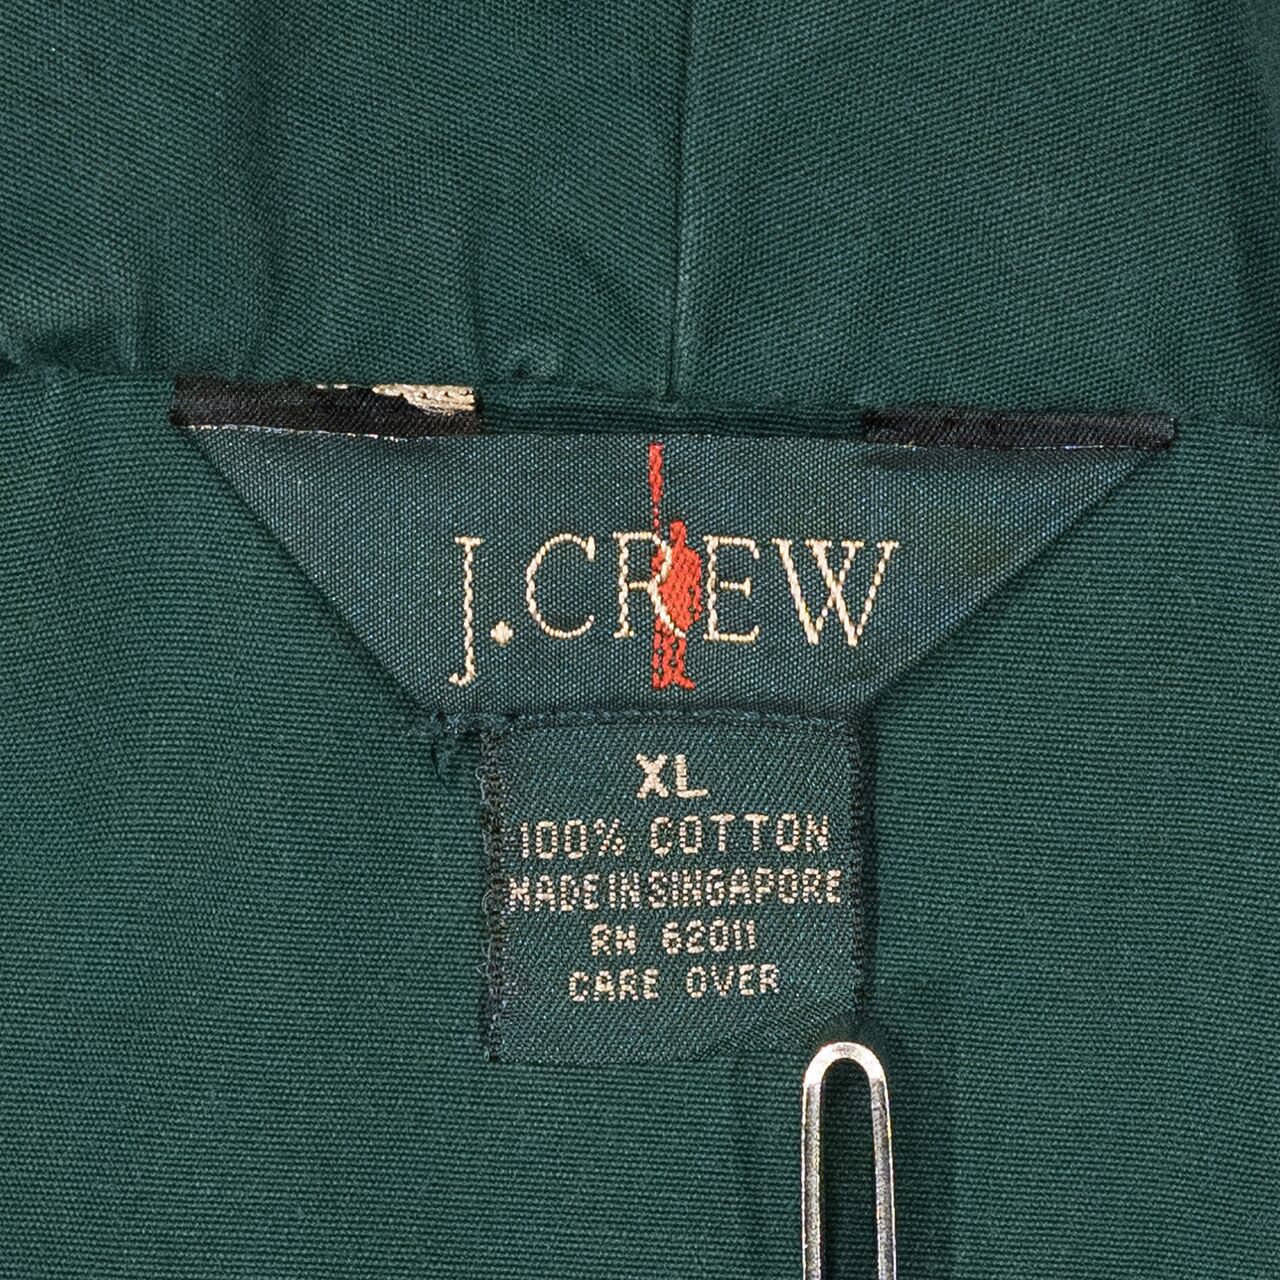 J.CREW
XL
100% COTTON
MADE IN SINGAPORE
RN 62011
CARE OVER